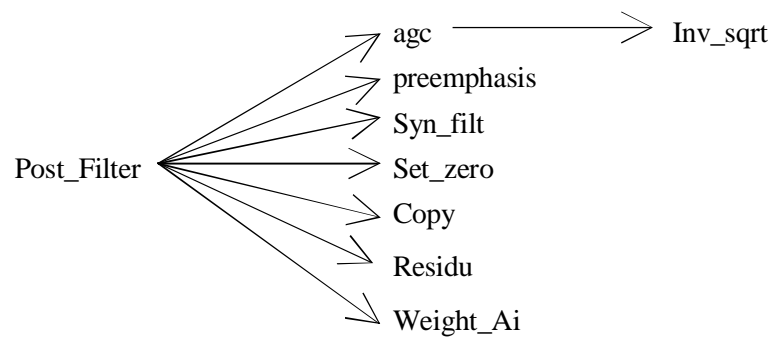 agc Inv_sqrt
preemphasis
Syn_filt
Post_Filter Set_zero
Copy
Residu
Weight_Ai